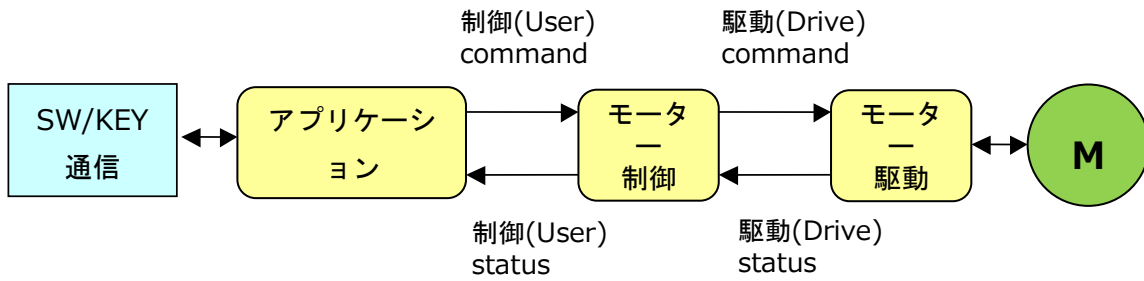 制御(User)
command
駆動(Drive)
command
SW/KEY
通信
アプリケーシ
ョン
モータ
ー
制御
モータ
ー
駆動
M
制御(User)
status
駆動(Drive)
status